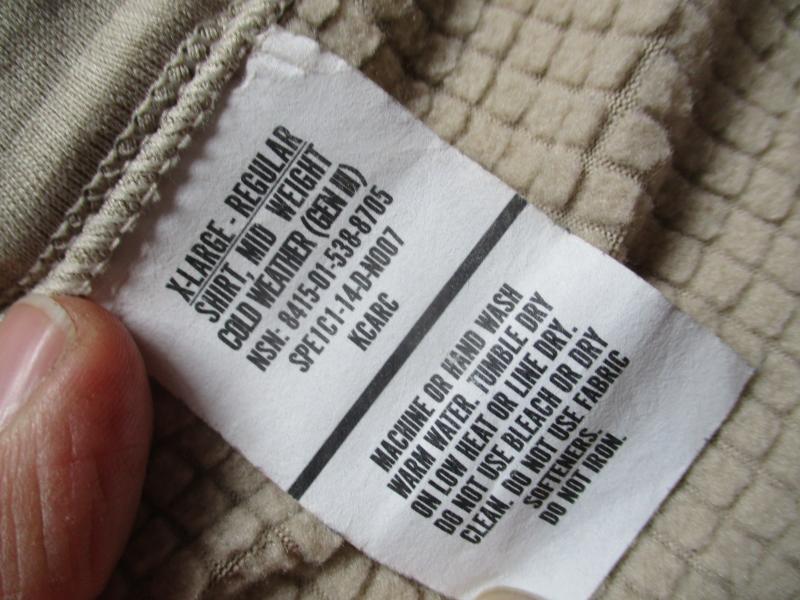 X-LARGE - REGULAR
SHIRT, MID WEIGHT
COLD WEATHER (GEN III)
NSN: 8415-01-538-8705
SPE1C1-14-D-N007
KCARC
MACHINE OR HAND WASH
WARM WATER. TUMBLE DRY
ON LOW HEAT OR LINE DRY.
DO NOT USE BLEACH OR DRY
CLEAN. DO NOT USE FABRIC
SOFTENERS.
DO NOT IRON.